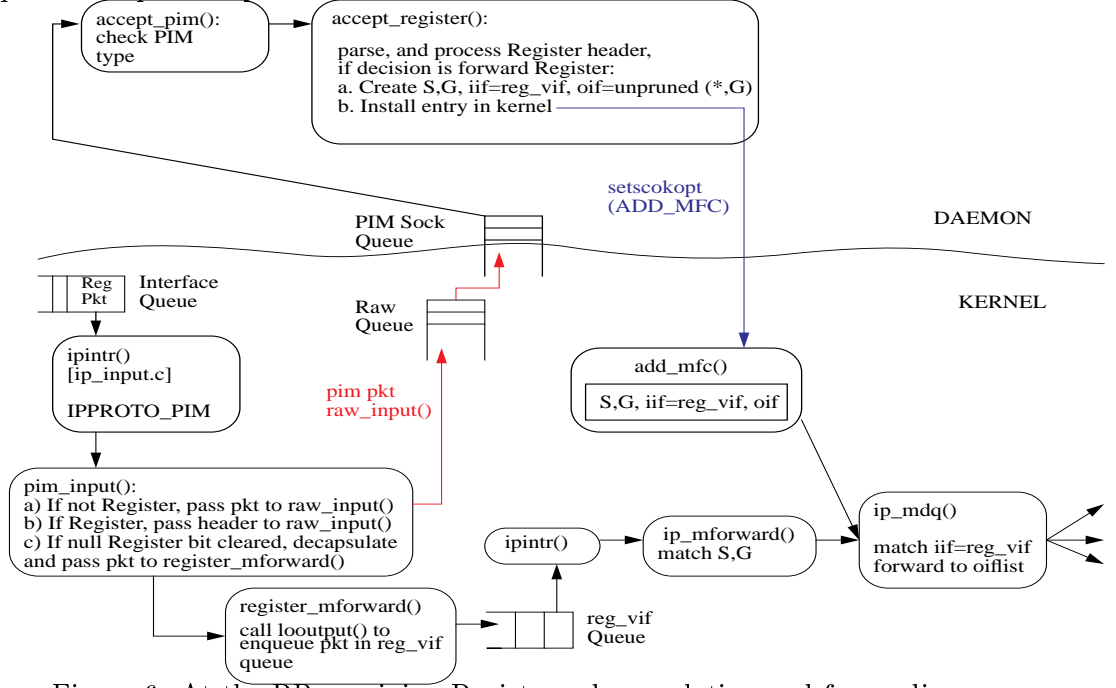 accept_pim():
check PIM
type
accept_register():
parse, and process Register header,
if decision is forward Register:
a. Create S,G, iif=reg_vif, oif=unpruned (*,G)
b. Install entry in kernel
setscokopt
(ADD_MFC)
PIM Sock
Queue
DAEMON
Reg
Pkt
Interface
Queue
Raw
Queue
KERNEL
ipintr()
[ip_input.c]
IPPROTO_PIM
pim pkt
raw_input()
add_mfc()
S,G, iif=reg_vif, oif
pim_input():
a) If not Register, pass pkt to raw_input()
b) If Register, pass header to raw_input()
c) If null Register bit cleared, decapsulate
and pass pkt to register_mforward()
ipintr()
ip_mforward()
match S,G
ip_mdq()
match iif=reg_vif
forward to oiflist
register_mforward()
call looutput() to
enqueue pkt in reg_vif
queue
reg_vif
Queue